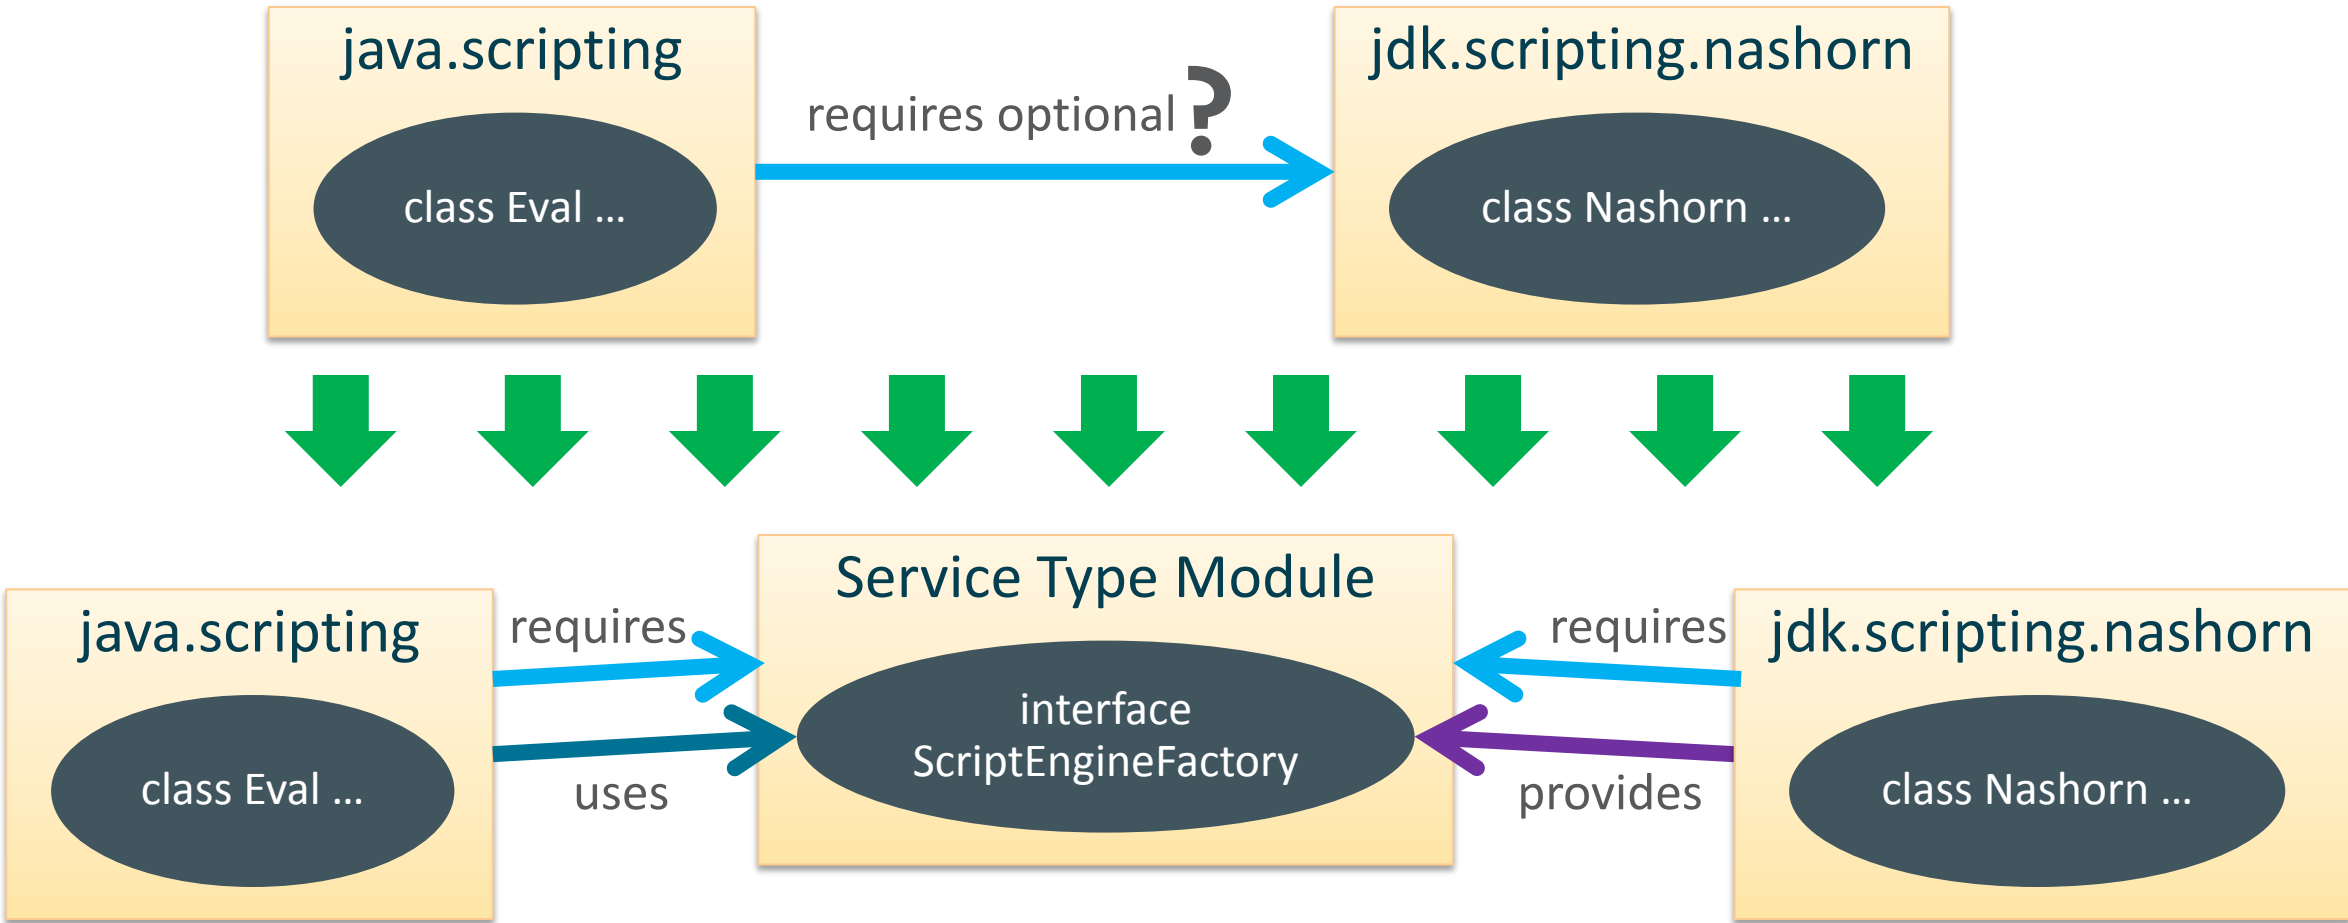 java.scripting
class Eval ...
requires optional?
jdk.scripting.nashorn
class Nashorn ...
java.scripting
class Eval ...
requires
uses
Service Type Module
interface
ScriptEngineFactory
requires
provides
jdk.scripting.nashorn
class Nashorn ...